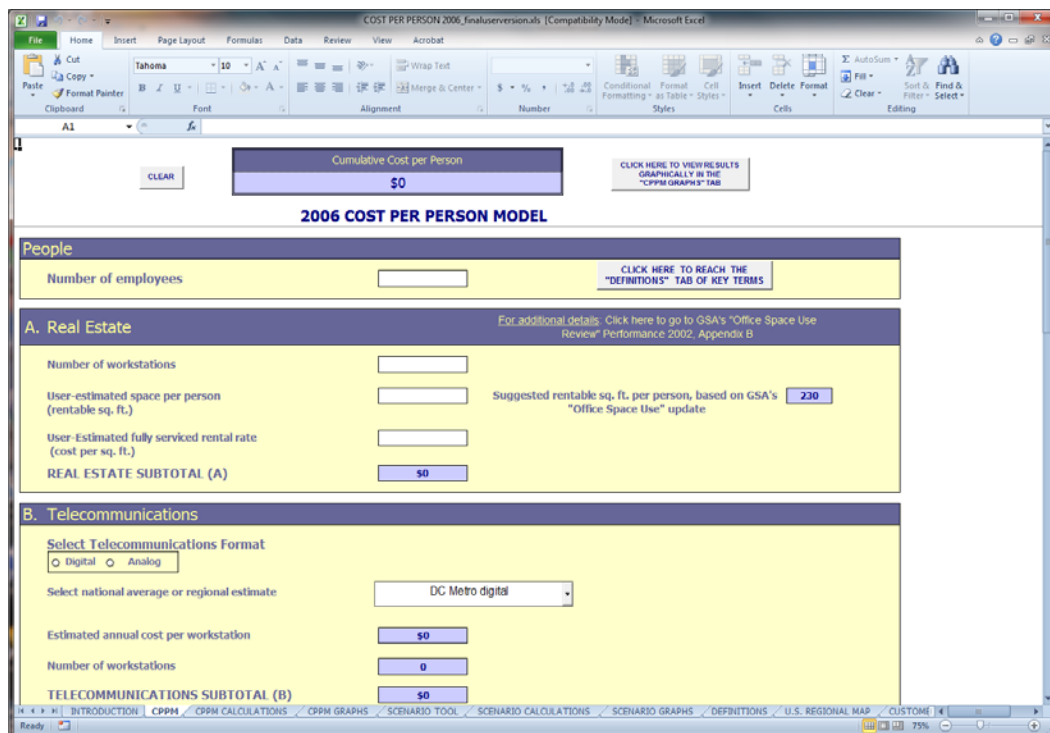 COST PER PERSON 2006_finaluserversion.xls [Compatibility Mode] - Microsoft Excel
File Home Insert Page Layout Formulas Data Review View Acrobat
Cut
Copy
Format Painter
Paste
Clipboard
Tahoma 10
B I U
Font
Wrap Text
Merge & Center
Alignment
$ % ,
Number
Conditional Formatting
Format as Table
Cell Styles
Styles
Insert Delete Format
Cells
Σ AutoSum
Fill
Clear
Sort & Filter
Find & Select
Editing
A1 fx
CLEAR
Cumulative Cost per Person
$0
CLICK HERE TO VIEW RESULTS
GRAPHICALLY IN THE
"CPPM GRAPHS" TAB
2006 COST PER PERSON MODEL
People
Number of employees
CLICK HERE TO REACH THE
"DEFINITIONS" TAB OF KEY TERMS
A. Real Estate
For additional details: Click here to go to GSA's "Office Space Use
Review" Performance 2002, Appendix B
Number of workstations
User-estimated space per person
(rentable sq. ft.)
Suggested rentable sq. ft. per person, based on GSA's
"Office Space Use" update
230
User-Estimated fully serviced rental rate
(cost per sq. ft.)
REAL ESTATE SUBTOTAL (A) $0
B. Telecommunications
Select Telecommunications Format
Digital Analog
Select national average or regional estimate DC Metro digital
Estimated annual cost per workstation $0
Number of workstations 0
TELECOMMUNICATIONS SUBTOTAL (B) $0
INTRODUCTION CPPM CPPM CALCULATIONS CPPM GRAPHS SCENARIO TOOL SCENARIO CALCULATIONS SCENARIO GRAPHS DEFINITIONS U.S. REGIONAL MAP CUSTOME
Ready 75%